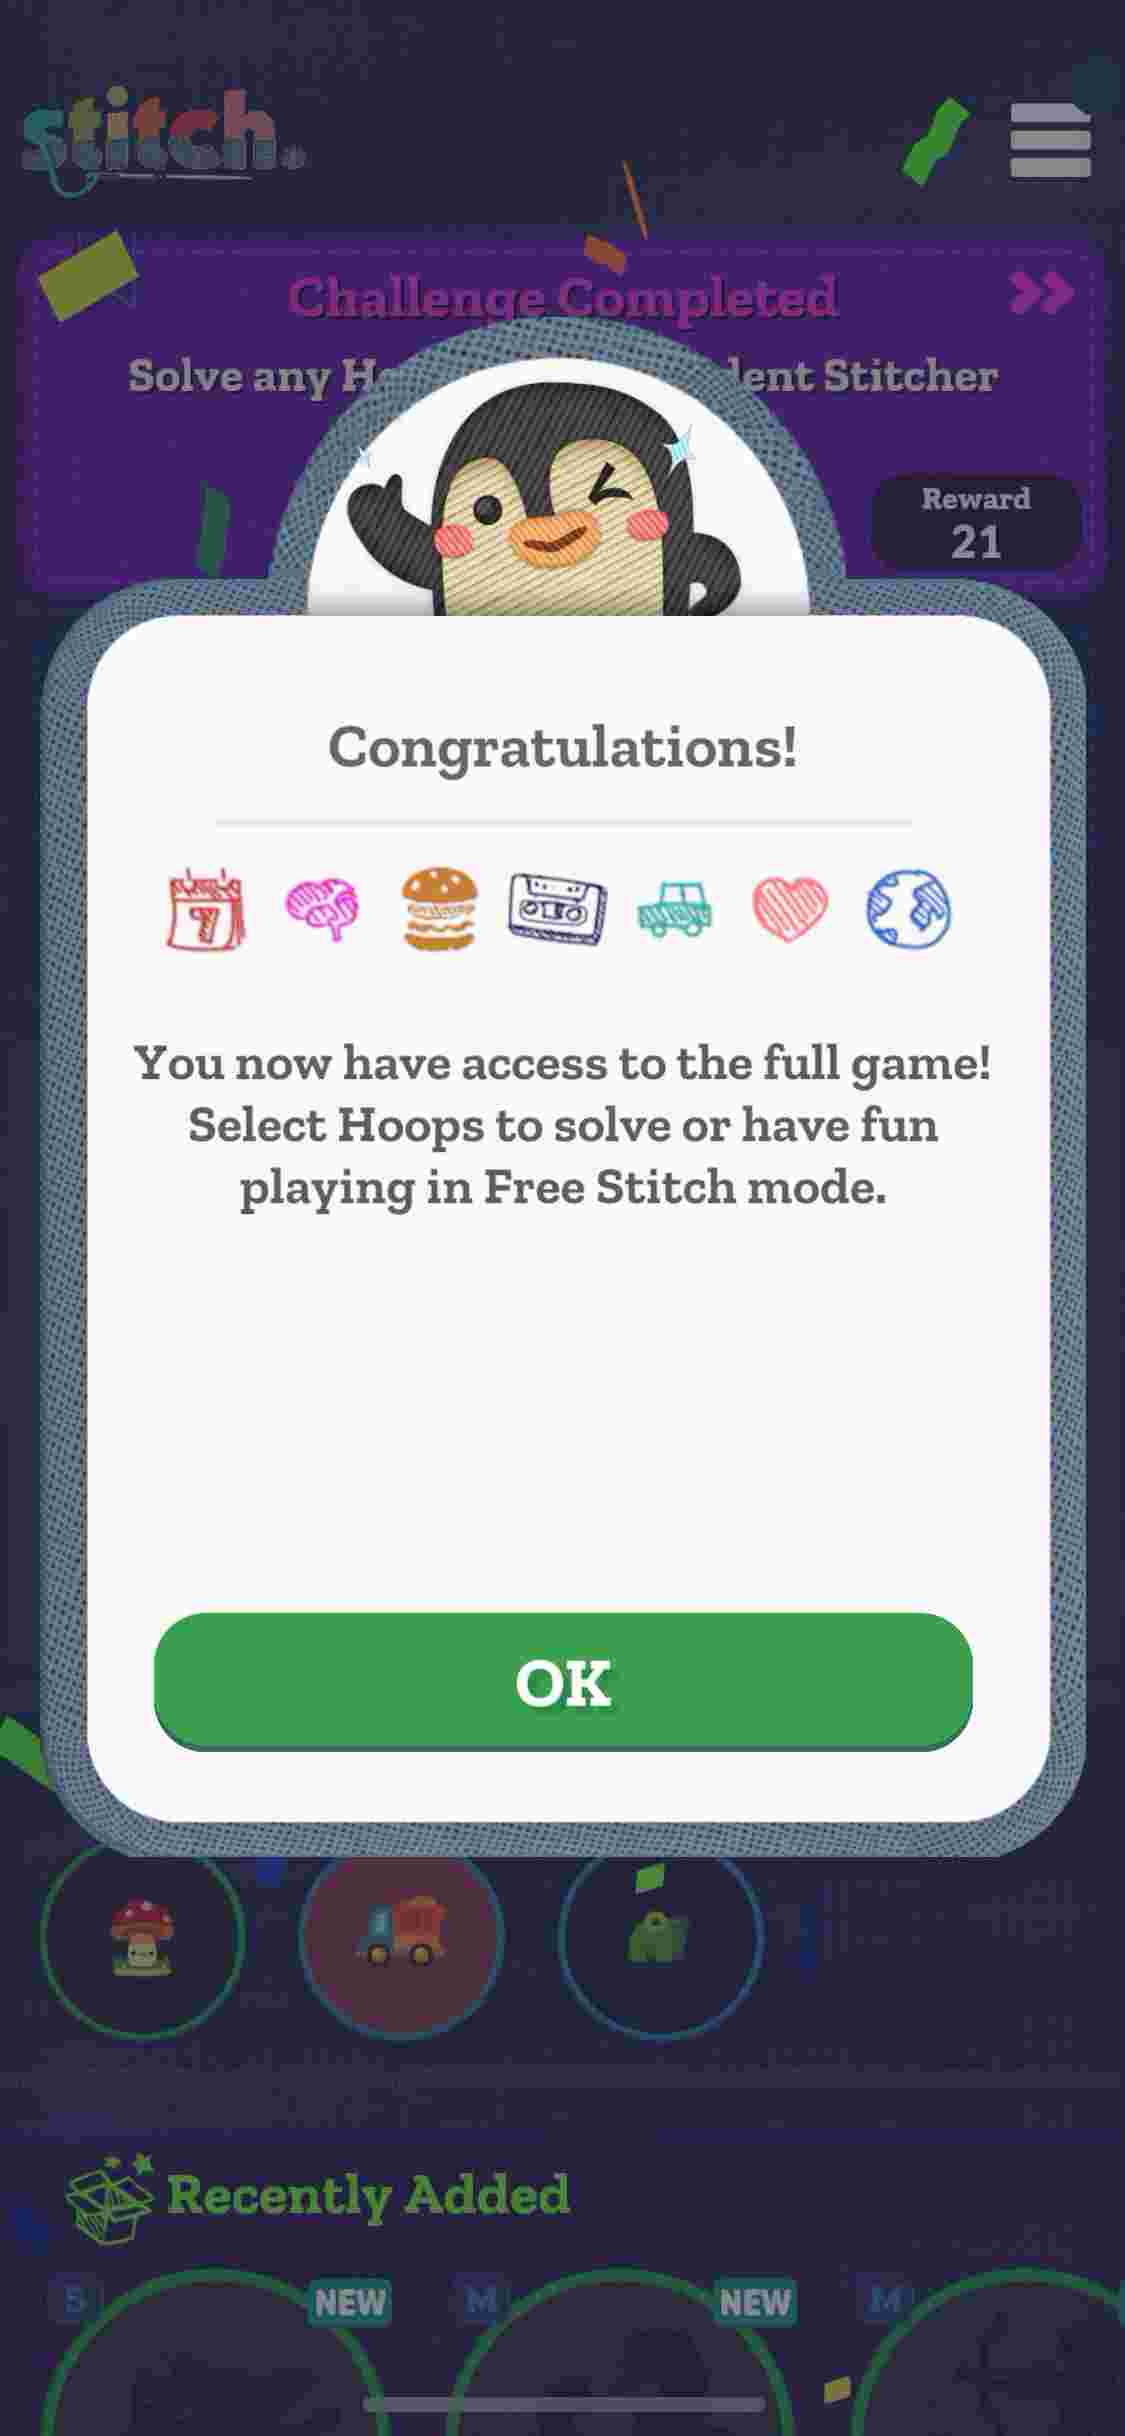 stitch.
Challenge Completed
Solve any Ho lent Stitcher
Reward
21
Congratulations!
7
You now have access to the full game!
Select Hoops to solve or have fun
playing in Free Stitch mode.
OK
Recently Added
S NEW M NEW M